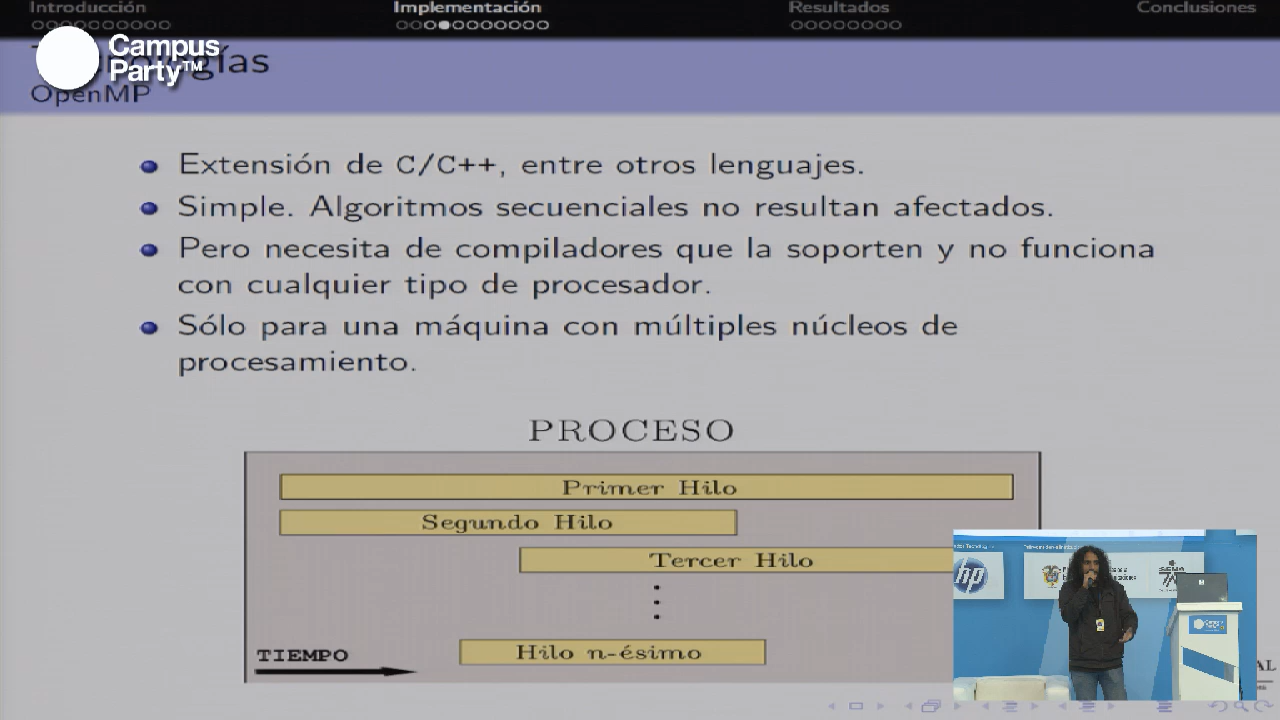 Introducción
Implementación
Resultados
Conclusiones
Campus
Party™
OpenMP
Extensión de C/C++, entre otros lenguajes.
Simple. Algoritmos secuenciales no resultan afectados.
Pero necesita de compiladores que la soporten y no funciona
con cualquier tipo de procesador.
Sólo para una máquina con múltiples núcleos de
procesamiento.
PROCESO
Primer Hilo
Segundo Hilo
Tercer Hilo
Hilo n-ésimo
TIEMPO
hp